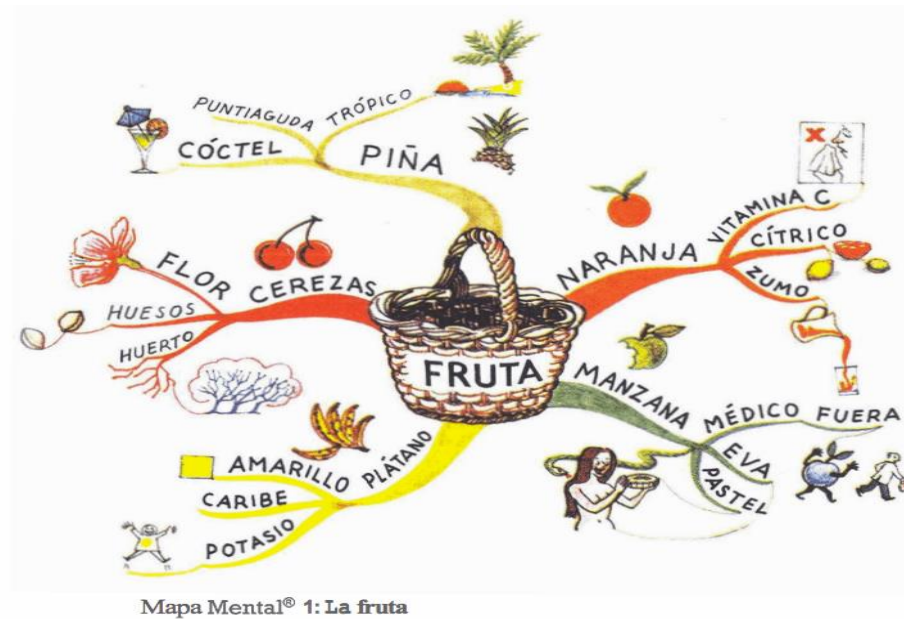 PUNTIAGUDA
TRÓPICO
CÓCTEL
PIÑA
NARANJA
VITAMINA C
CÍTRICO
ZUMO
FLOR
CEREZAS
HUESOS
HUERTO
FRUTA
MANZANA
MÉDICO FUERA
EVA
PASTEL
PLÁTANO
AMARILLO
CARIBE
POTASIO
Mapa Mental® 1: La fruta